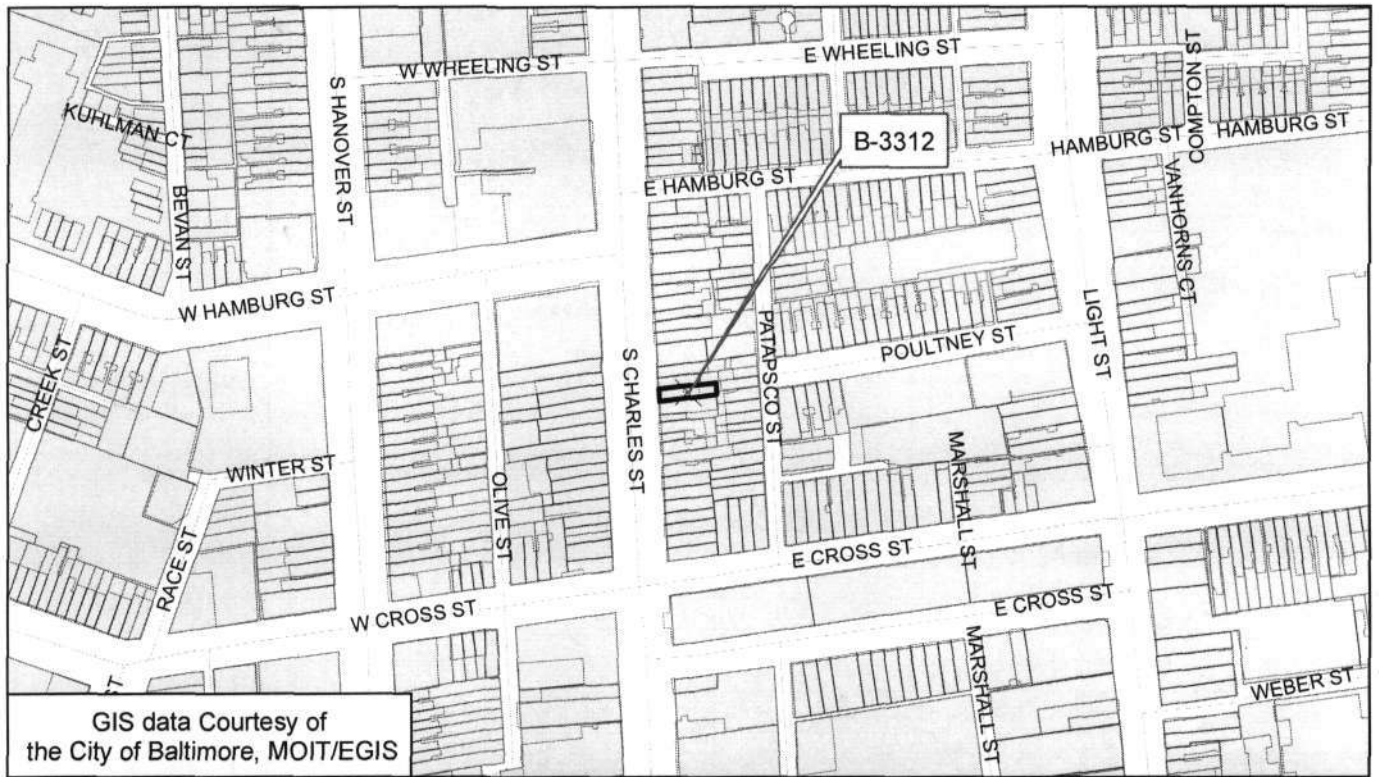 W WHEELING ST
E WHEELING ST
COMPTON ST
KUHLMAN CT
S HANOVER ST
B-3312
HAMBURG ST
HAMBURG ST
BEVAN ST
E HAMBURG ST
VANHORNS CT
W HAMBURG ST
LIGHT ST
PATAPSCO ST
POULTNEY ST
S CHARLES ST
CREEK ST
WINTER ST
OLIVE ST
MARSHALL ST
RACE ST
E CROSS ST
W CROSS ST
E CROSS ST
MARSHALL ST
WEBER ST
ST
GIS data Courtesy of
the City of Baltimore, MOIT/EGIS